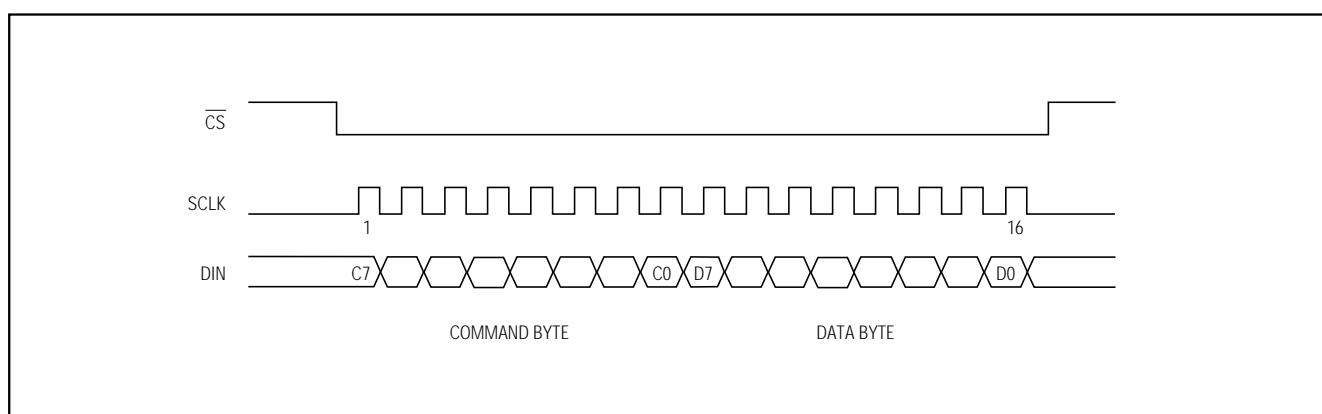 CS
SCLK
1 16
DIN C7 C0 D7 D0
COMMAND BYTE DATA BYTE